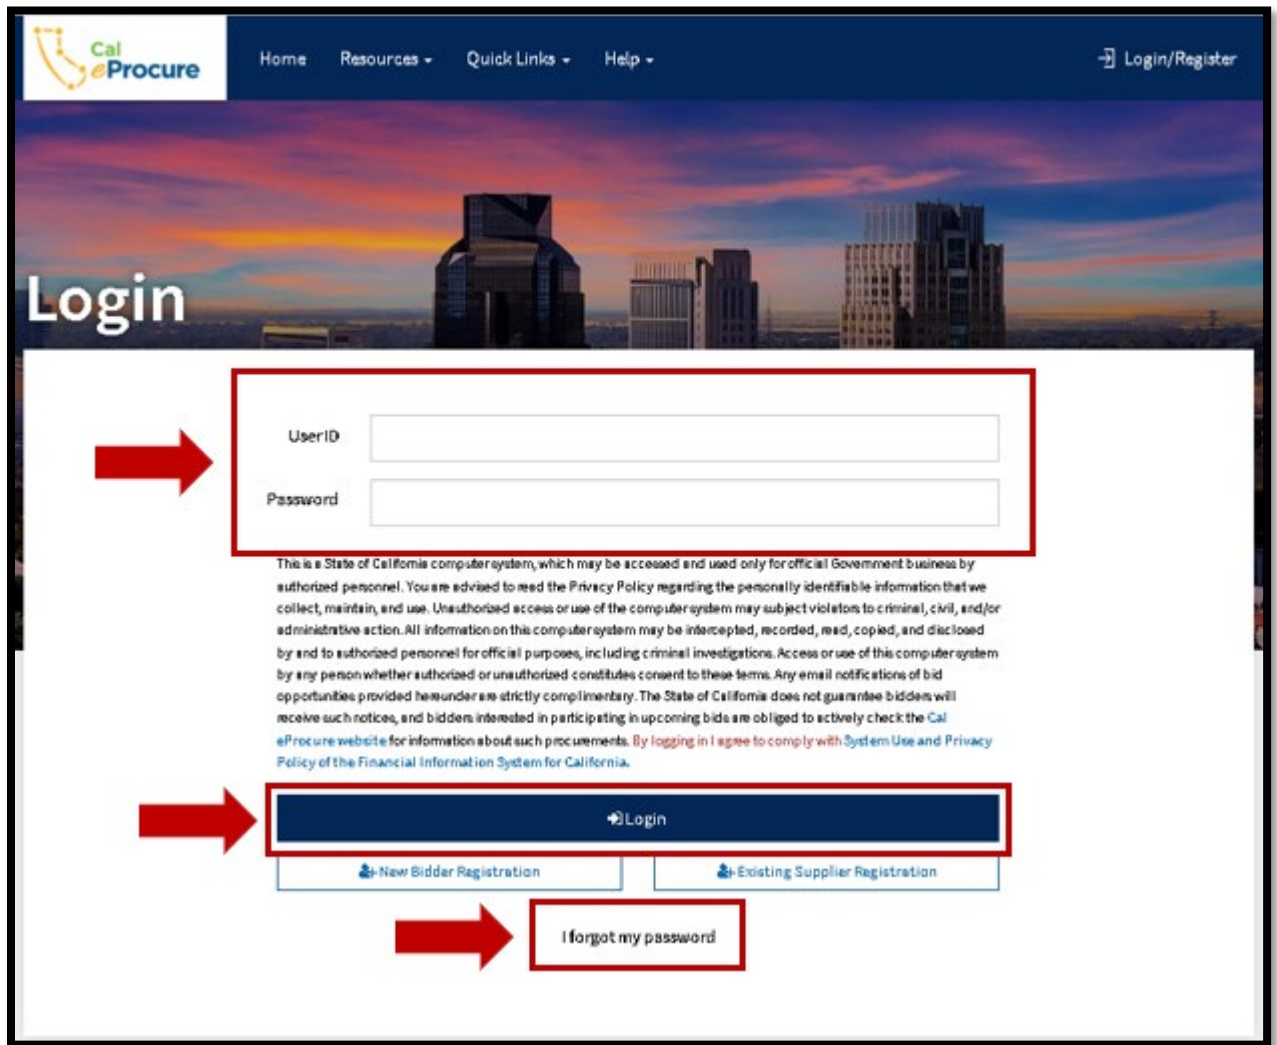 Cal
eProcure
Home Resources Quick Links Help Login/Register
Login
User ID
Password
This is a State of California computer system, which may be accessed and used only for official Government business by
authorized personnel. You are advised to read the Privacy Policy regarding the personally identifiable information that we
collect, maintain, and use. Unauthorized access or use of the computer system may subject violators to criminal, civil, and/or
administrative action. All information on this computer system may be intercepted, recorded, read, copied, and disclosed
by and to authorized personnel for official purposes, including criminal investigations. Access or use of this computer system
by any person whether authorized or unauthorized constitutes consent to these terms. Any email notifications of bid
opportunities provided hereunder are strictly complimentary. The State of California does not guarantee bidders will
receive such notices, and bidders interested in participating in upcoming bids are obliged to actively check the Cal
eProcure website for information about such procurements. By logging in I agree to comply with System Use and Privacy
Policy of the Financial Information System for California.
Login
New Bidder Registration Existing Supplier Registration
I forgot my password